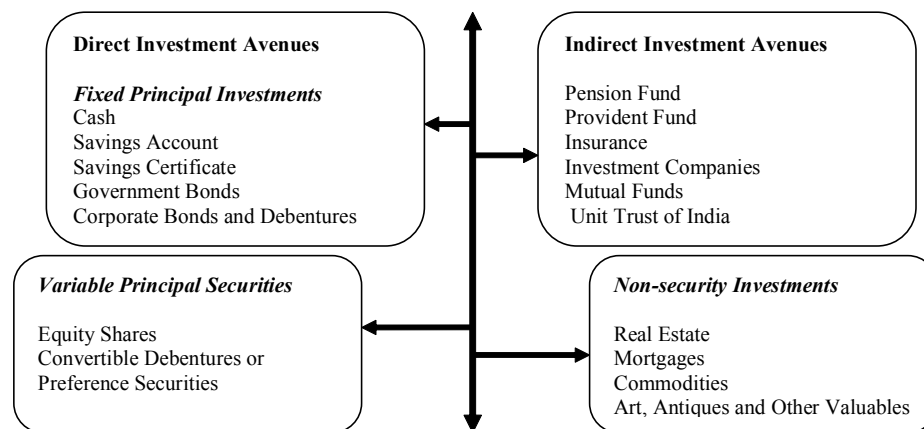 Direct Investment Avenues
Fixed Principal Investments
Cash
Savings Account
Savings Certificate
Government Bonds
Corporate Bonds and Debentures
Indirect Investment Avenues
Pension Fund
Provident Fund
Insurance
Investment Companies
Mutual Funds
Unit Trust of India
Variable Principal Securities
Equity Shares
Convertible Debentures or
Preference Securities
Non-security Investments
Real Estate
Mortgages
Commodities
Art, Antiques and Other Valuables